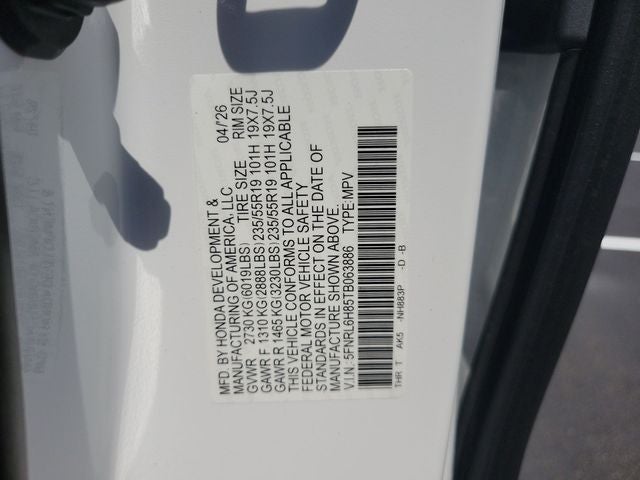 MFD. BY HONDA DEVELOPMENT &
MANUFACTURING OF AMERICA, LLC 04/'26
GVWR 2730 KG(6019LBS) TIRE SIZE RIM SIZE
GAWR F 1310 KG(2888LBS)235/55R19 101H 19X7.5J
GAWR R 1465 KG(3230LBS)235/55R19 101H 19X7.5J
THIS VEHICLE CONFORMS TO ALL APPLICABLE
FEDERAL MOTOR VEHICLE SAFETY
STANDARDS IN EFFECT ON THE DATE OF
MANUFACTURE SHOWN ABOVE.
V.I.N.:5FNRL6H85TB063886 TYPE:MPV
THR T AK5 -NH883P -D -B